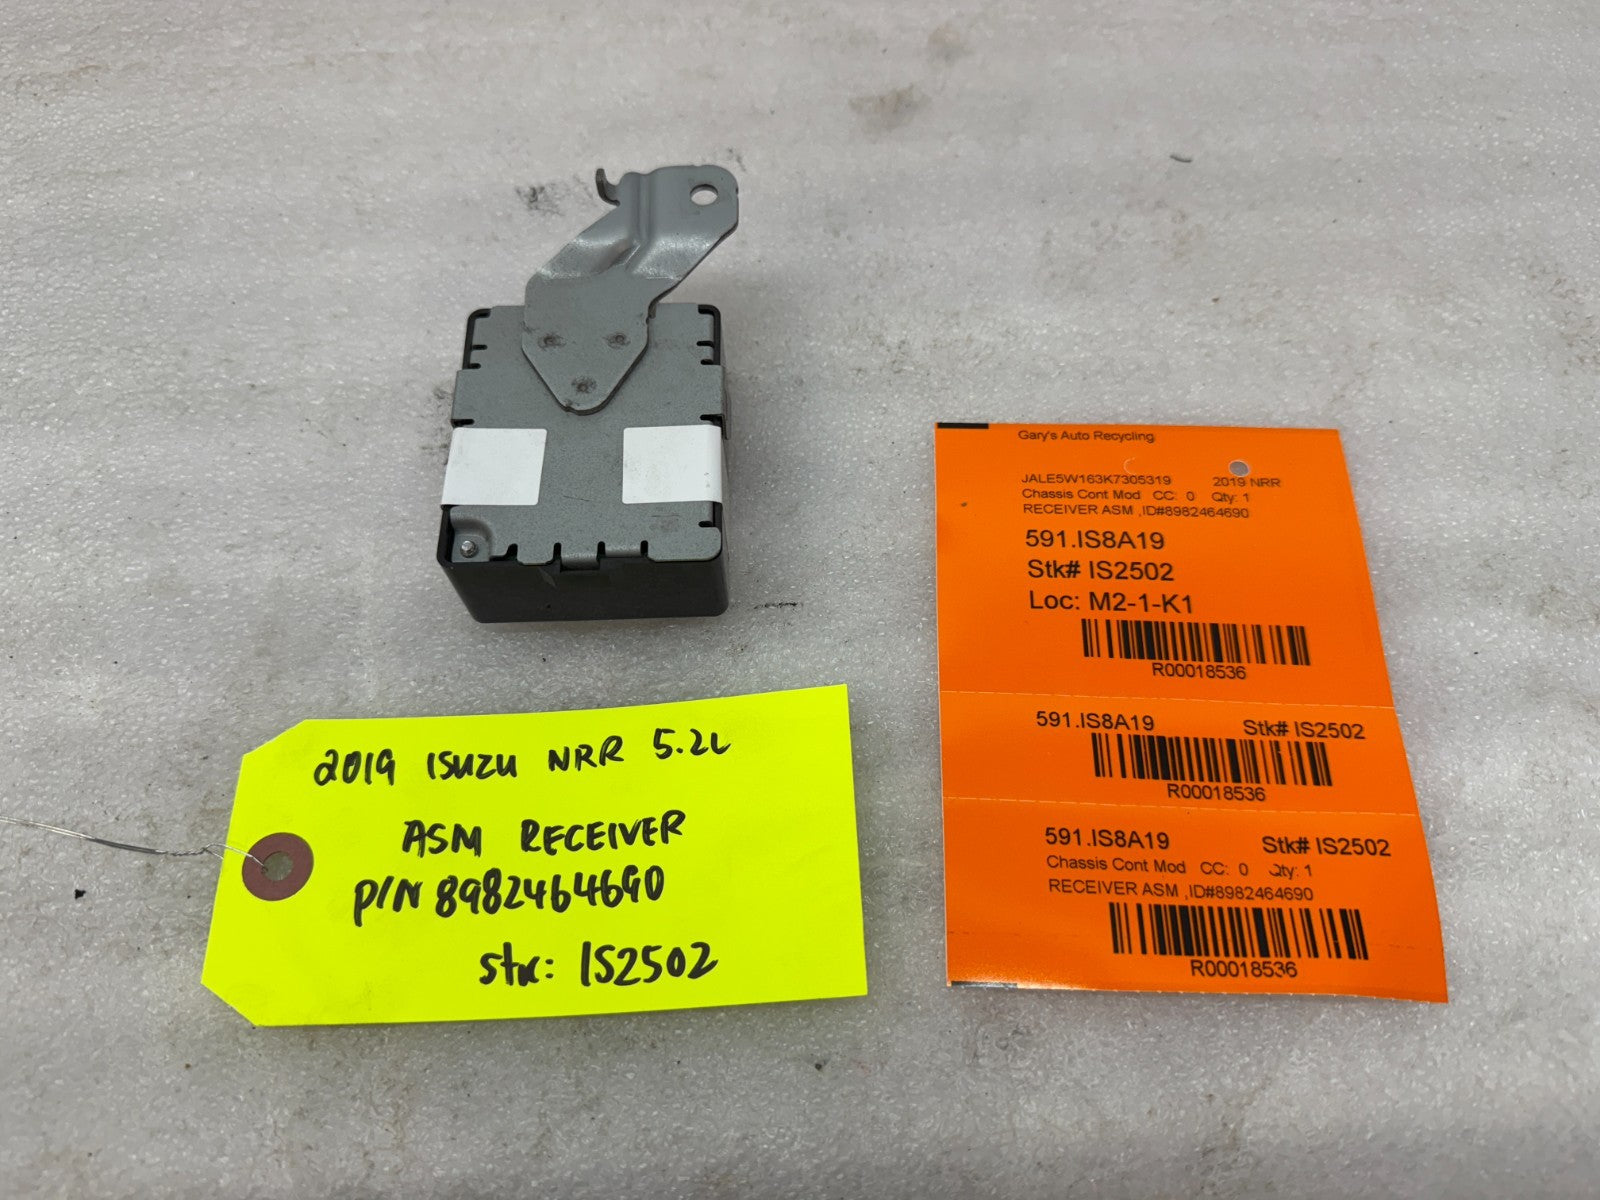 2019 ISUZU NRR 5.2L
ASM RECEIVER
P/N 8982464690
Stk: IS2502
Gary's Auto Recycling
JALE5W163K7305319 2019 NRR
Chassis Cont Mod CC: 0 Qty: 1
RECEIVER ASM ,ID#8982464690
591.IS8A19
Stk# IS2502
Loc: M2-1-K1
R00018536
591.IS8A19 Stk# IS2502
R00018536
591.IS8A19 Stk# IS2502
Chassis Cont Mod CC: 0 Qty: 1
RECEIVER ASM ,ID#8982464690
R00018536